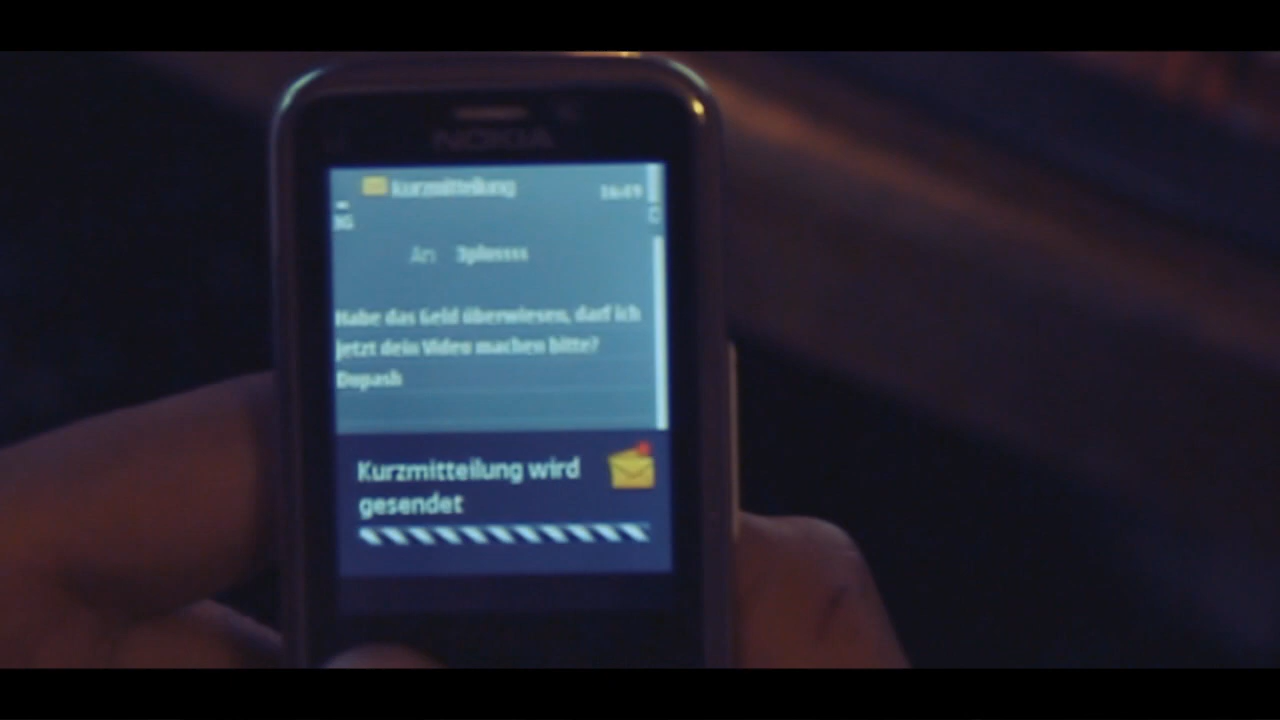 NOKIA
Kurzmitteilung
16:49
3G
An 3plusss
Habe das Geld überwiesen, darf ich
jetzt dein Video machen bitte?
Dupash
Kurzmitteilung wird
gesendet